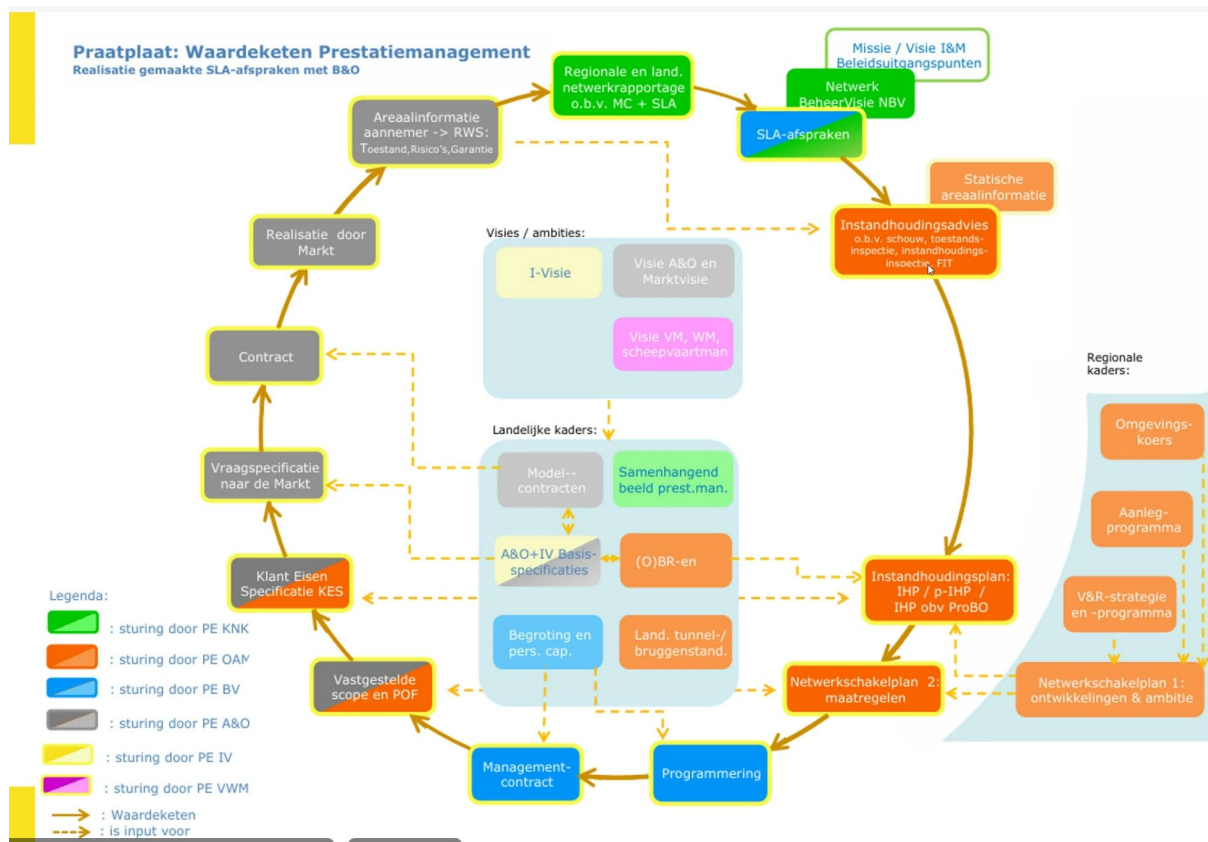 Praatplaat: Waardeketen Prestatiemanagement
Realisatie gemaakte SLA-afspraken met B&O
Missie / Visie I&M
Beleidsuitgangspunten
Netwerk
BeheerVisie NBV
SLA-afspraken
Regionale en land.
netwerkrapportage
o.b.v. MC + SLA
Areaalinformatie
aannemer -> RWS:
Toestand,Risico's,Garantie
Statische
areaalinformatie
Instandhoudingsadvies
o.b.v. schouw, toestands-
inspectie, instandhoudings-
inspectie, FIT
Realisatie door
Markt
Visies / ambities:
I-Visie
Visie A&O en
Marktvisie
Visie VM, WM,
scheepvaartman
Contract
Regionale
kaders:
Omgevings-
koers
Aanleg-
programma
V&R-strategie
en -programma
Netwerkschakelplan 1:
ontwikkelingen & ambitie
Landelijke kaders:
Model--
contracten
Samenhangend
beeld prest.man.
A&O+IV Basis-
specificaties
(O)BR-en
Begroting en
pers. cap.
Land. tunnel-/
bruggenstand.
Vraagspecificatie
naar de Markt
Klant Eisen
Specificatie KES
Instandhoudingsplan:
IHP / p-IHP /
IHP obv ProBO
Vastgestelde
scope en POF
Netwerkschakelplan 2:
maatregelen
Management-
contract
Programmering
Legenda:
: sturing door PE KNK
: sturing door PE OAM
: sturing door PE BV
: sturing door PE A&O
: sturing door PE IV
: sturing door PE VWM
: Waardeketen
: is input voor